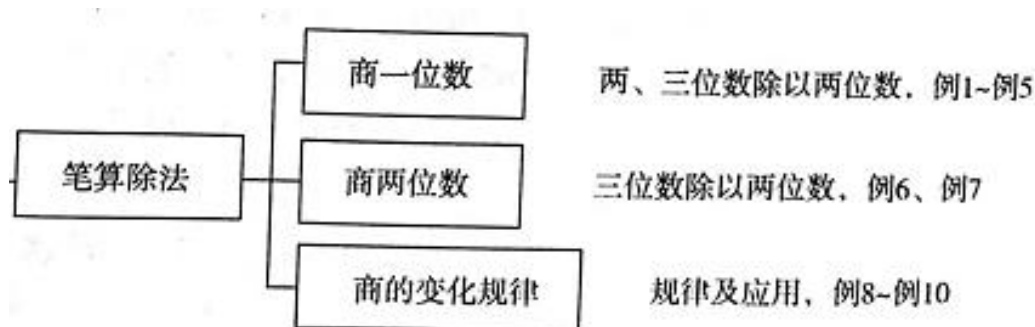 商一位数
两、三位数除以两位数，例1~例5
笔算除法
商两位数
三位数除以两位数，例6、例7
商的变化规律
规律及应用，例8~例10